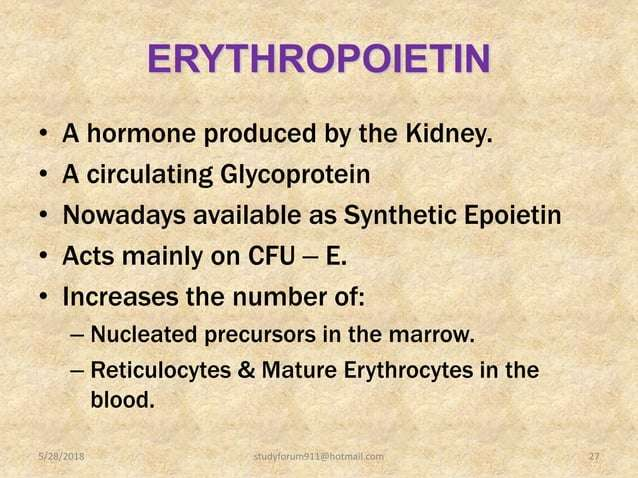 ERYTHROPOIETIN
• A hormone produced by the Kidney.
• A circulating Glycoprotein
• Nowadays available as Synthetic Epoietin
• Acts mainly on CFU – E.
• Increases the number of:
– Nucleated precursors in the marrow.
– Reticulocytes & Mature Erythrocytes in the
blood.
5/28/2018 studyforum911@hotmail.com 27